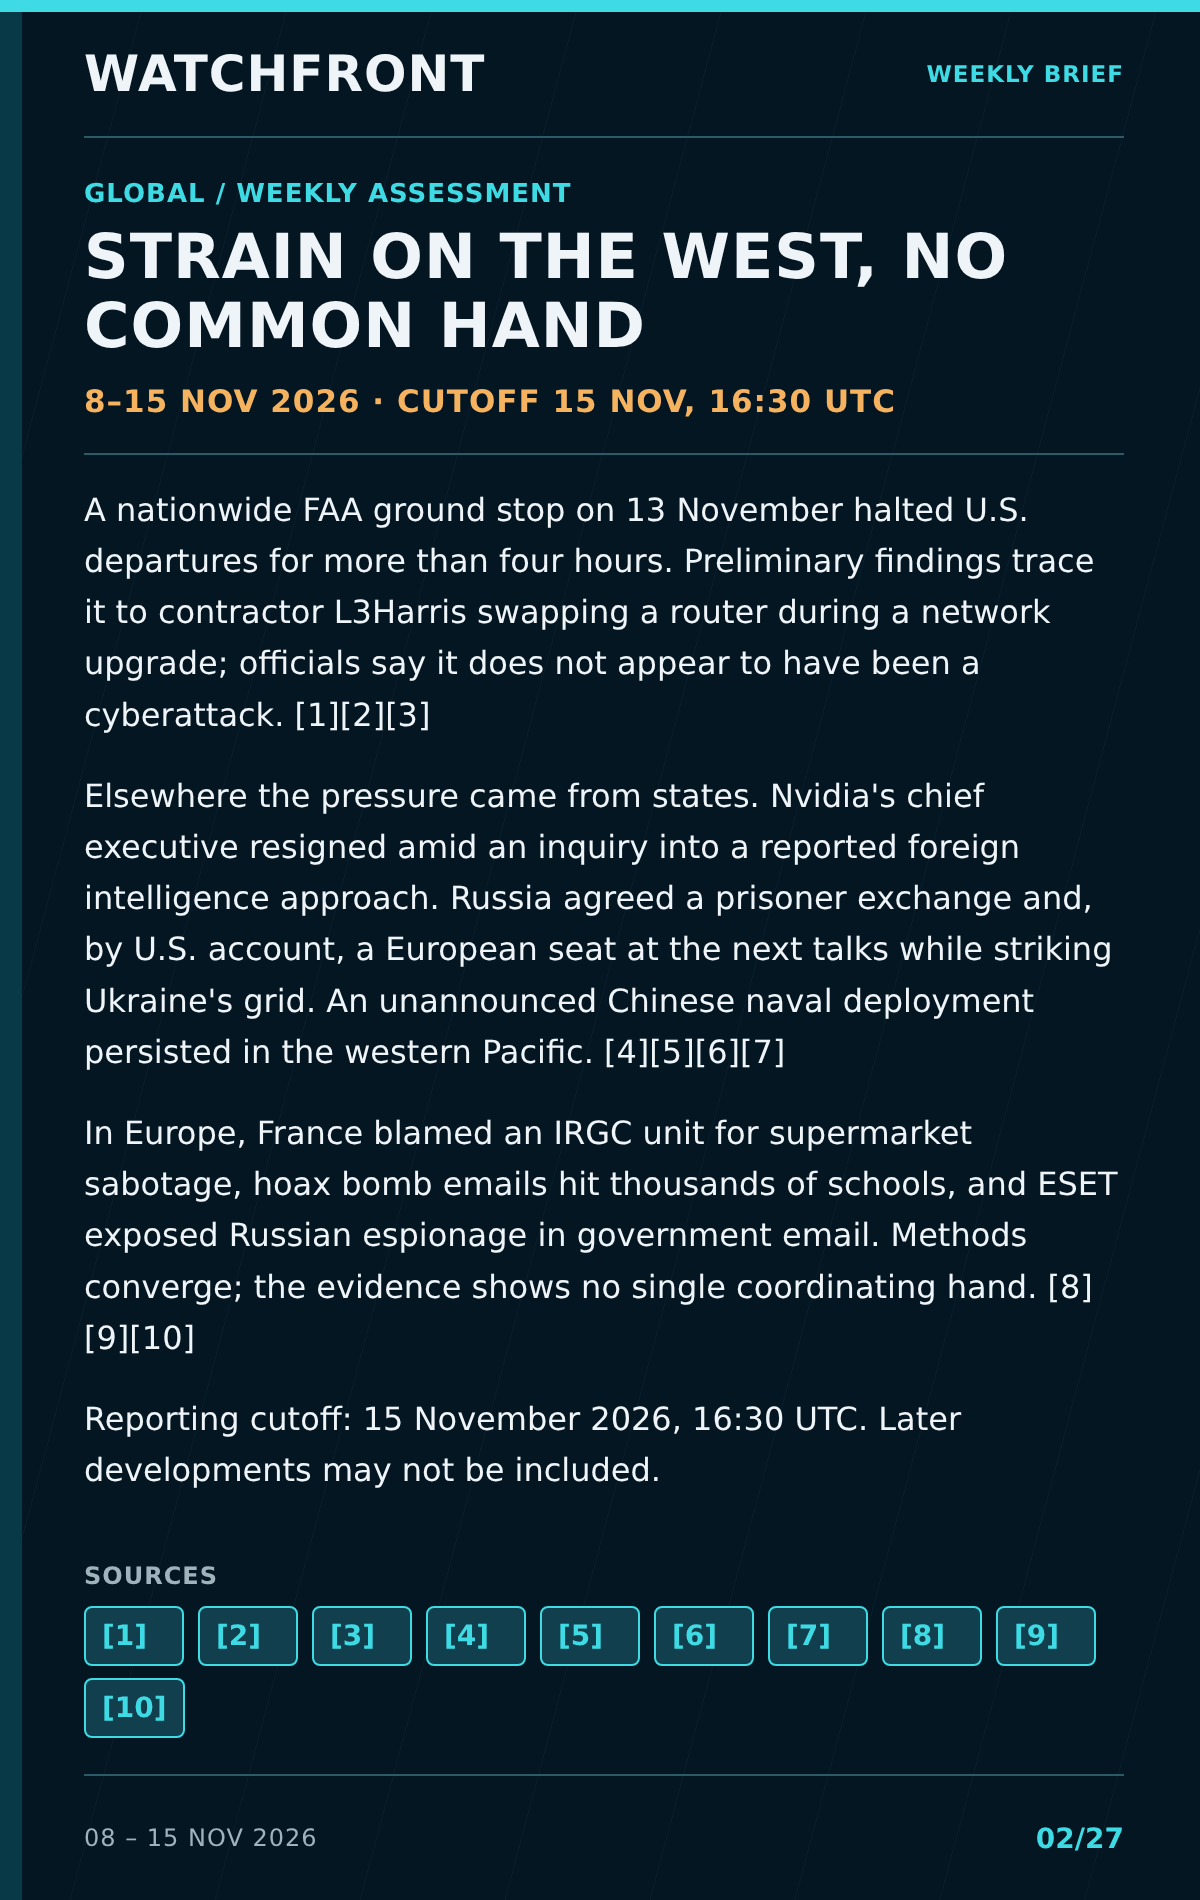 WATCHFRONT
WEEKLY BRIEF
GLOBAL / WEEKLY ASSESSMENT
STRAIN ON THE WEST, NO
COMMON HAND
8–15 NOV 2026 · CUTOFF 15 NOV, 16:30 UTC
A nationwide FAA ground stop on 13 November halted U.S.
departures for more than four hours. Preliminary findings trace
it to contractor L3Harris swapping a router during a network
upgrade; officials say it does not appear to have been a
cyberattack. [1][2][3]
Elsewhere the pressure came from states. Nvidia's chief
executive resigned amid an inquiry into a reported foreign
intelligence approach. Russia agreed a prisoner exchange and,
by U.S. account, a European seat at the next talks while striking
Ukraine's grid. An unannounced Chinese naval deployment
persisted in the western Pacific. [4][5][6][7]
In Europe, France blamed an IRGC unit for supermarket
sabotage, hoax bomb emails hit thousands of schools, and ESET
exposed Russian espionage in government email. Methods
converge; the evidence shows no single coordinating hand. [8]
[9][10]
Reporting cutoff: 15 November 2026, 16:30 UTC. Later
developments may not be included.
SOURCES
[1] [2] [3] [4] [5] [6] [7] [8] [9]
[10]
08 – 15 NOV 2026
02/27